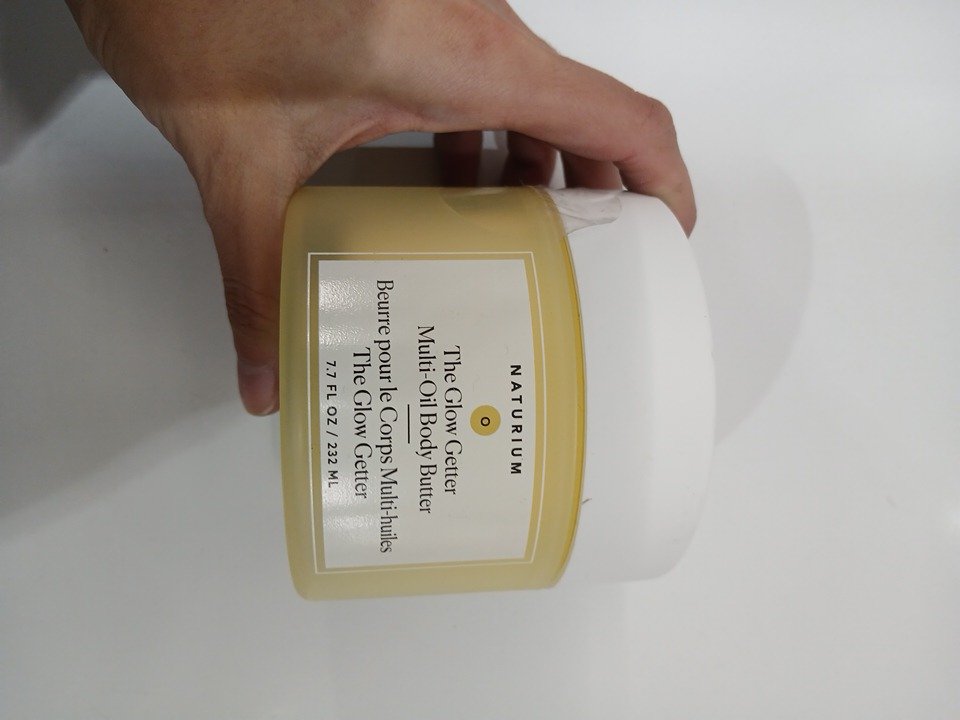 NATURIUM
O
The Glow Getter
Multi-Oil Body Butter
Beurre pour le Corps Multi-huiles
The Glow Getter
7.7 FL OZ / 232 ML